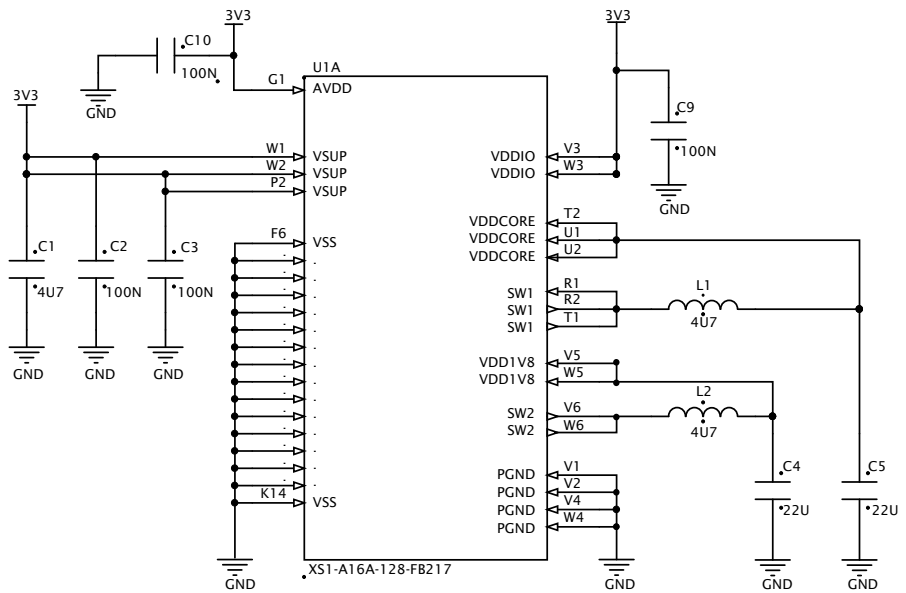 3V3
3V3
C10
U1A
100N
G1
AVDD
3V3
GND
C9
W1
VSUP
VDDIO
V3
100N
W2
VSUP
VDDIO
W3
P2
VSUP
GND
T2
VDDCORE
F6
VSS
VDDCORE
U1
C1
C2
C3
VDDCORE
U2
4U7
100N
100N
R1
L1
SW1
R2
SW1
4U7
T1
SW1
GND
GND
GND
V5
VDD1V8
W5
VDD1V8
L2
V6
SW2
4U7
W6
SW2
V1
PGND
C4
C5
K14
VSS
V2
PGND
V4
PGND
22U
22U
W4
PGND
GND
XS1-A16A-128-FB217
GND
GND
GND